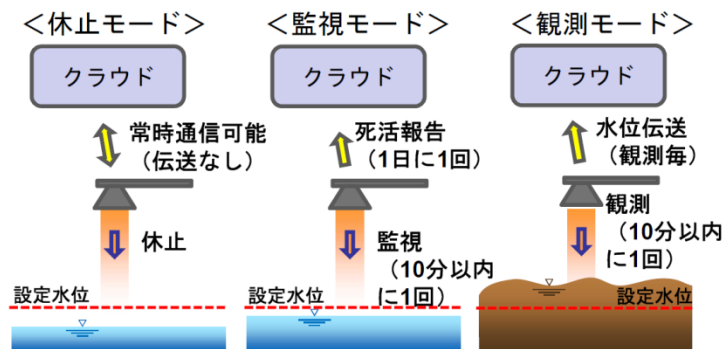 ＜休止モード＞
クラウド
常時通信可能
（伝送なし）
休止
設定水位
＜監視モード＞
クラウド
死活報告
（1日に1回）
監視
（10分以内
に1回）
設定水位
＜観測モード＞
クラウド
水位伝送
（観測毎）
観測
（10分以内
に1回）
設定水位